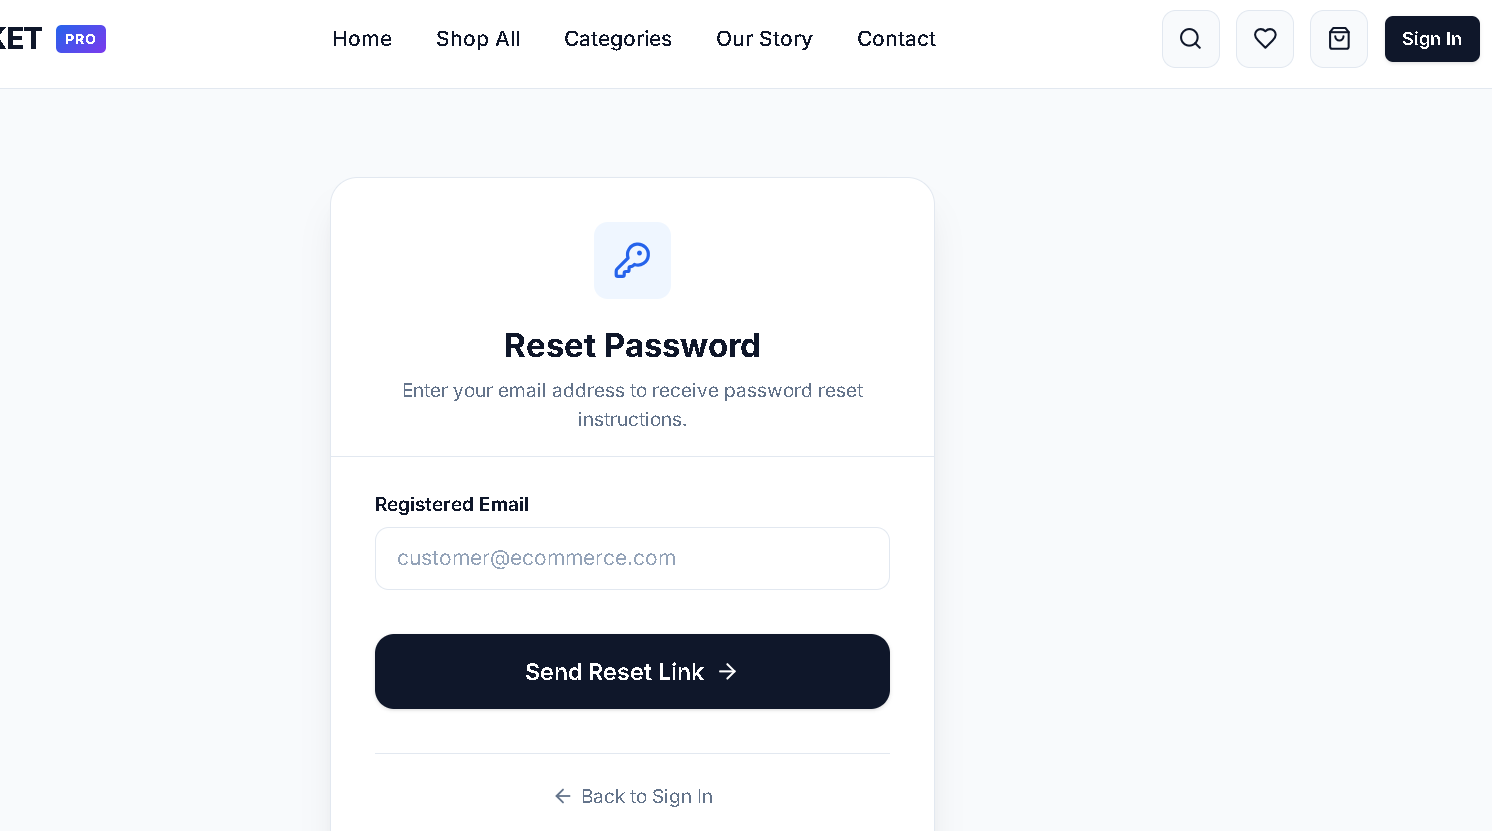 KET PRO
Home Shop All Categories Our Story Contact Sign In
Reset Password
Enter your email address to receive password reset
instructions.
Registered Email
customer@ecommerce.com
Send Reset Link →
← Back to Sign In